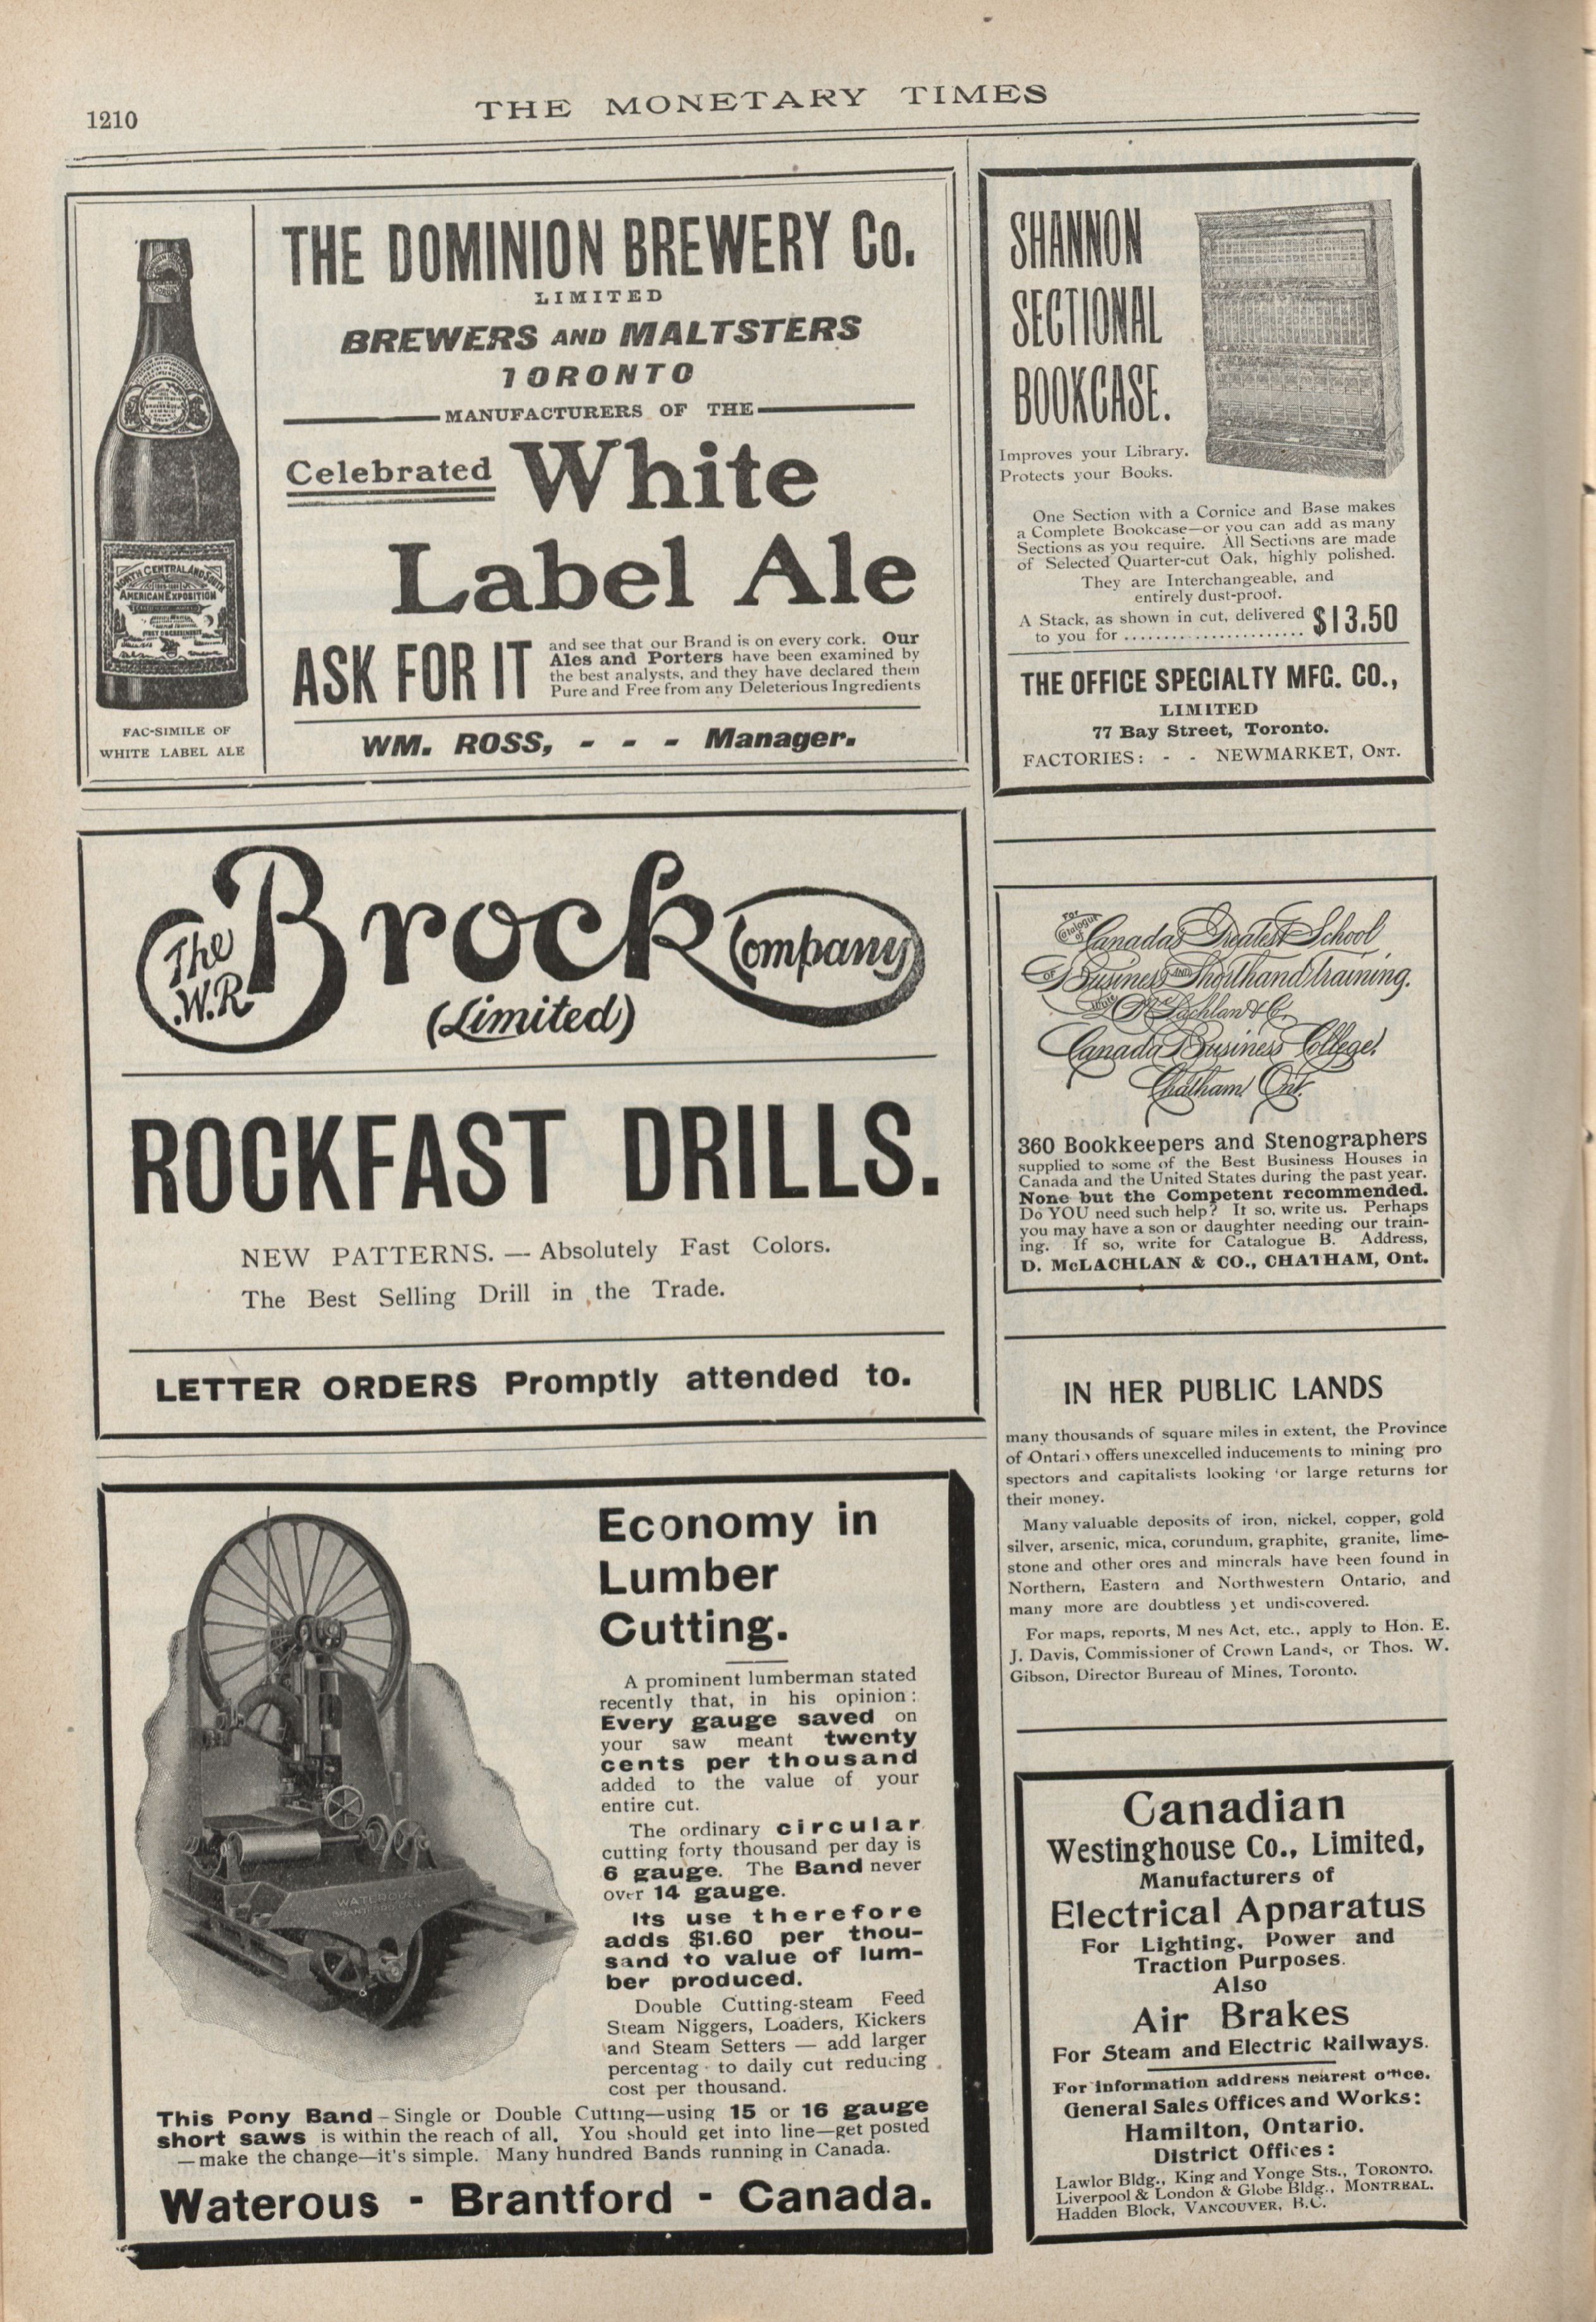 1210
THE MONETARY TIMES
NORTH CENTRAL AND SOUTH
AMERICAN EXPOSITION
FAC-SIMILE OF
WHITE LABEL ALE
THE DOMINION BREWERY Co.
LIMITED
BREWERS AND MALTSTERS
TORONTO
MANUFACTURERS OF THE
Celebrated White
Label Ale
ASK FOR IT
and see that our Brand is on every cork. Our
Ales and Porters have been examined by
the best analysts, and they have declared them
Pure and Free from any Deleterious Ingredients
WM. ROSS, - - - Manager.
The W.R. Brock Company
(Limited)
ROCKFAST DRILLS.
NEW PATTERNS. — Absolutely Fast Colors.
The Best Selling Drill in the Trade.
LETTER ORDERS Promptly attended to.
WATEROUS
Economy in
Lumber
Cutting.
A prominent lumberman stated
recently that, in his opinion:
Every gauge saved on
your saw meant twenty
cents per thousand
added to the value of your
entire cut.
The ordinary circular
cutting forty thousand per day is
6 gauge. The Band never
over 14 gauge.
Its use therefore
adds $1.60 per thou-
sand to value of lum-
ber produced.
Double Cutting-steam Feed
Steam Niggers, Loaders, Kickers
and Steam Setters — add larger
percentag to daily cut reducing
cost per thousand.
This Pony Band – Single or Double Cutting—using 15 or 16 gauge
short saws is within the reach of all. You should get into line—get posted
—make the change—it's simple. Many hundred Bands running in Canada.
Waterous - Brantford - Canada.
SHANNON
SECTIONAL
BOOKCASE.
Improves your Library.
Protects your Books.
One Section with a Cornice and Base makes
a Complete Bookcase—or you can add as many
Sections as you require. All Sections are made
of Selected Quarter-cut Oak, highly polished.
They are Interchangeable, and
entirely dust-proof.
A Stack, as shown in cut, delivered
to you for ........................ $13.50
THE OFFICE SPECIALTY MFG. CO.,
LIMITED
77 Bay Street, Toronto.
FACTORIES: - - NEWMARKET, ONT.
For Catalogue of Canada's Greatest School
OF Business AND Shorthand training.
Write D. McLachlan & Co.
Canada Business College,
Chatham, Ont.
360 Bookkeepers and Stenographers
supplied to some of the Best Business Houses in
Canada and the United States during the past year.
None but the Competent recommended.
Do YOU need such help? If so, write us. Perhaps
you may have a son or daughter needing our train-
ing. If so, write for Catalogue B. Address,
D. McLACHLAN & CO., CHATHAM, Ont.
IN HER PUBLIC LANDS
many thousands of square miles in extent, the Province
of Ontario offers unexcelled inducements to mining pro
spectors and capitalists looking for large returns for
their money.
Many valuable deposits of iron, nickel, copper, gold
silver, arsenic, mica, corundum, graphite, granite, lime-
stone and other ores and minerals have been found in
Northern, Eastern and Northwestern Ontario, and
many more are doubtless yet undiscovered.
For maps, reports, M nes Act, etc., apply to Hon. E.
J. Davis, Commissioner of Crown Lands, or Thos. W.
Gibson, Director Bureau of Mines, Toronto.
Canadian
Westinghouse Co., Limited,
Manufacturers of
Electrical Apparatus
For Lighting, Power and
Traction Purposes.
Also
Air Brakes
For Steam and Electric Railways.
For information address nearest office.
General Sales Offices and Works:
Hamilton, Ontario.
District Offices:
Lawlor Bldg., King and Yonge Sts., TORONTO.
Liverpool & London & Globe Bldg., MONTREAL.
Hadden Block, VANCOUVER, B.C.